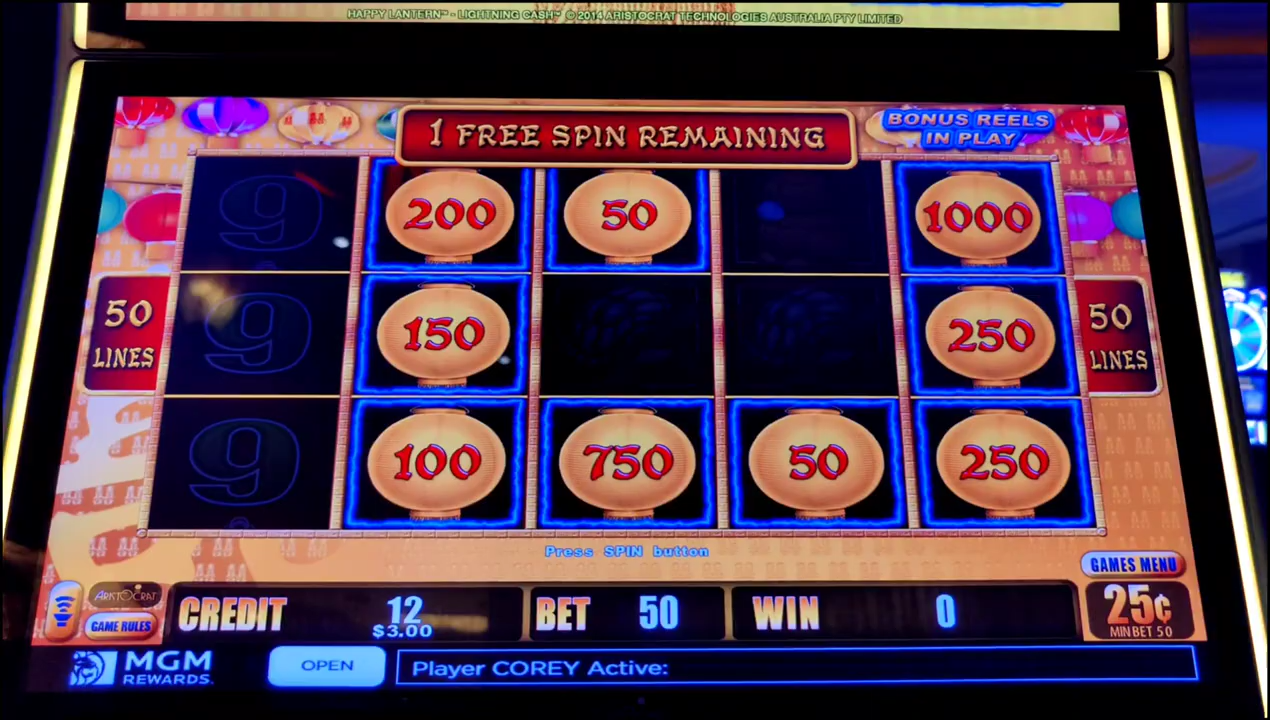 HAPPY LANTERN™ - LIGHTNING CASH™ © 2014 ARISTOCRAT TECHNOLOGIES AUSTRALIA PTY LIMITED
1 FREE SPIN REMAINING
BONUS REELS
IN PLAY
9 200 50 1000
50
LINES
9 150 250
50
LINES
9 100 750 50 250
Press SPIN button
GAMES MENU
ARISTOCRAT
GAME RULES
CREDIT 12
$3.00
BET 50
WIN 0
25¢
MIN BET 50
MGM
REWARDS.
OPEN
Player COREY Active: